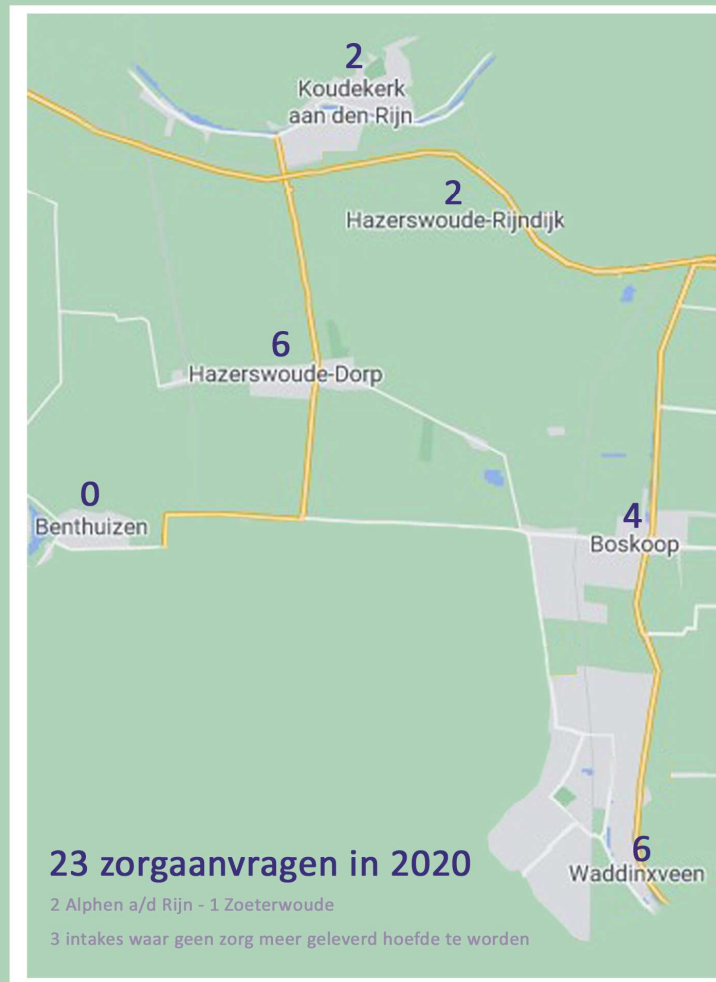 2
Koudekerk
aan den Rijn
2
Hazerswoude-Rijndijk
6
Hazerswoude-Dorp
0
Benthuizen
4
Boskoop
6
Waddinxveen
23 zorgaanvragen in 2020
2 Alphen a/d Rijn - 1 Zoeterwoude
3 intakes waar geen zorg meer geleverd hoefde te worden